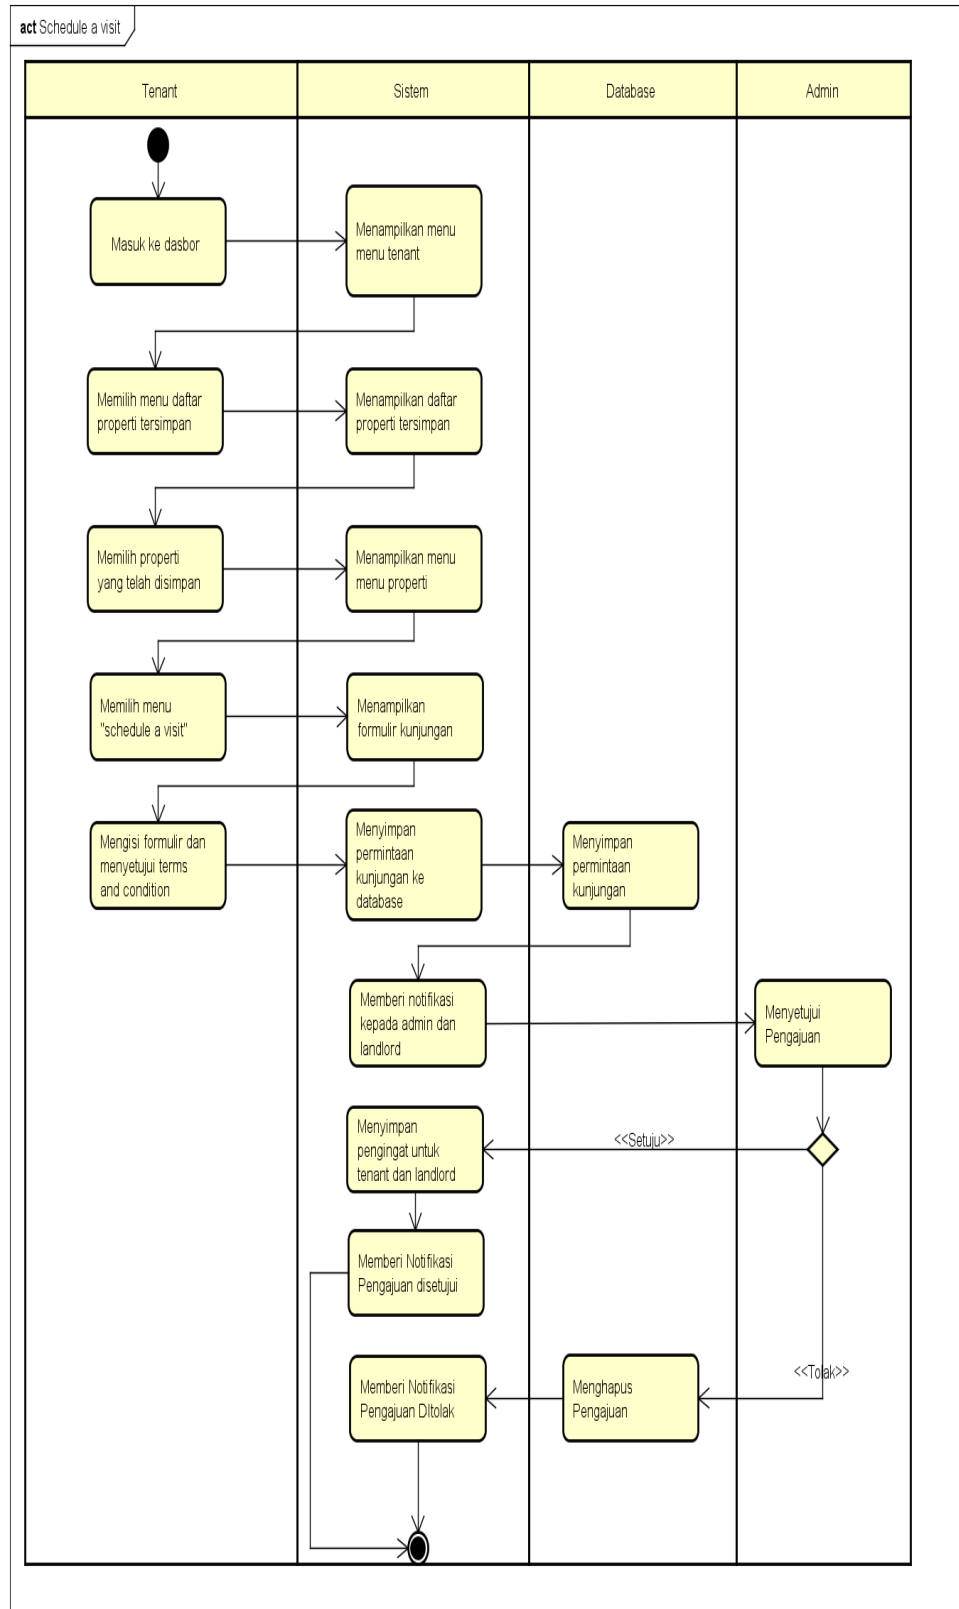 act Schedule a visit
Tenant
Sistem
Database
Admin
Masuk ke dasbor
Menampilkan menu
menu tenant
Memilih menu daftar
properti tersimpan
Menampilkan daftar
properti tersimpan
Memilih properti
yang telah disimpan
Menampilkan menu
menu properti
Memilih menu
"schedule a visit"
Menampilkan
formulir kunjungan
Mengisi formulir dan
menyetujui terms
and condition
Menyimpan
permintaan
kunjungan ke
database
Menyimpan
permintaan
kunjungan
Memberi notifikasi
kepada admin dan
landlord
Menyetujui
Pengajuan
<<Setuju>>
Menyimpan
pengingat untuk
tenant dan landlord
Memberi Notifikasi
Pengajuan disetujui
<<Tolak>>
Menghapus
Pengajuan
Memberi Notifikasi
Pengajuan DItolak